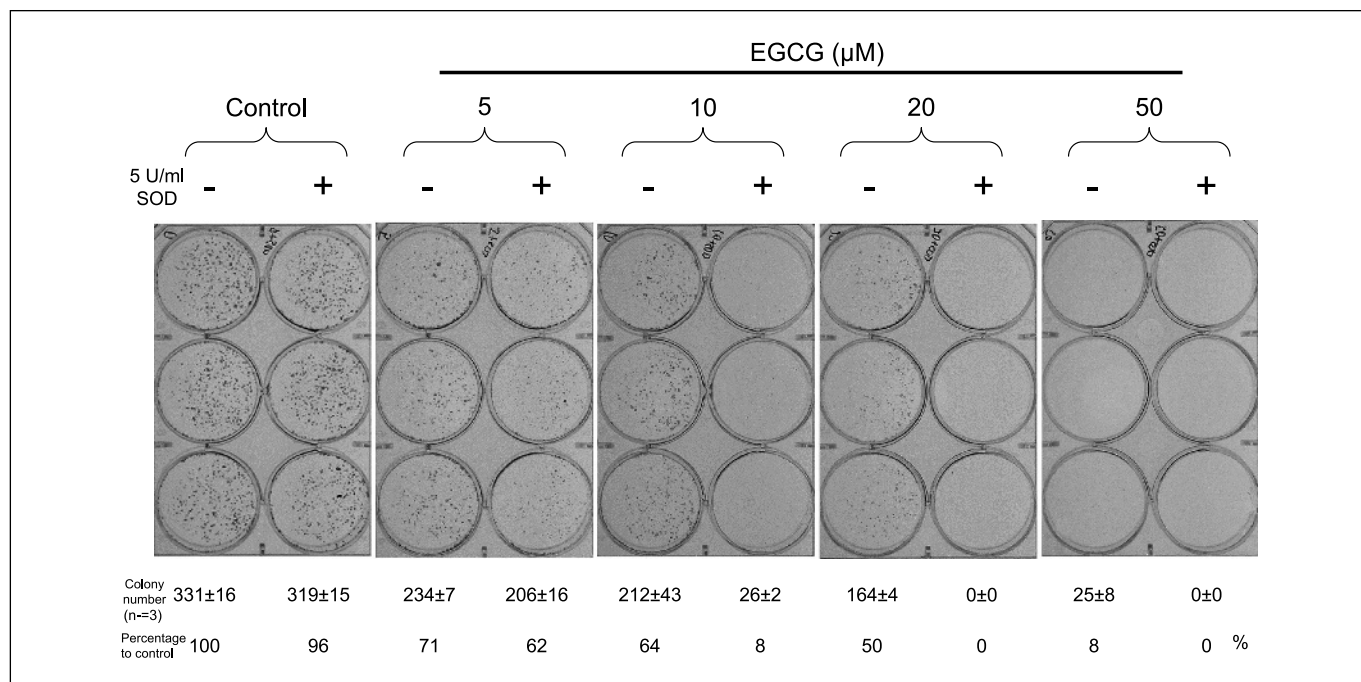 EGCG (µM)
Control 5 10 20 50
5 U/ml
SOD
- + - + - + - + - +
Colony
number
(n-=3)
331±16 319±15 234±7 206±16 212±43 26±2 164±4 0±0 25±8 0±0
Percentage
to control
100 96 71 62 64 8 50 0 8 0 %